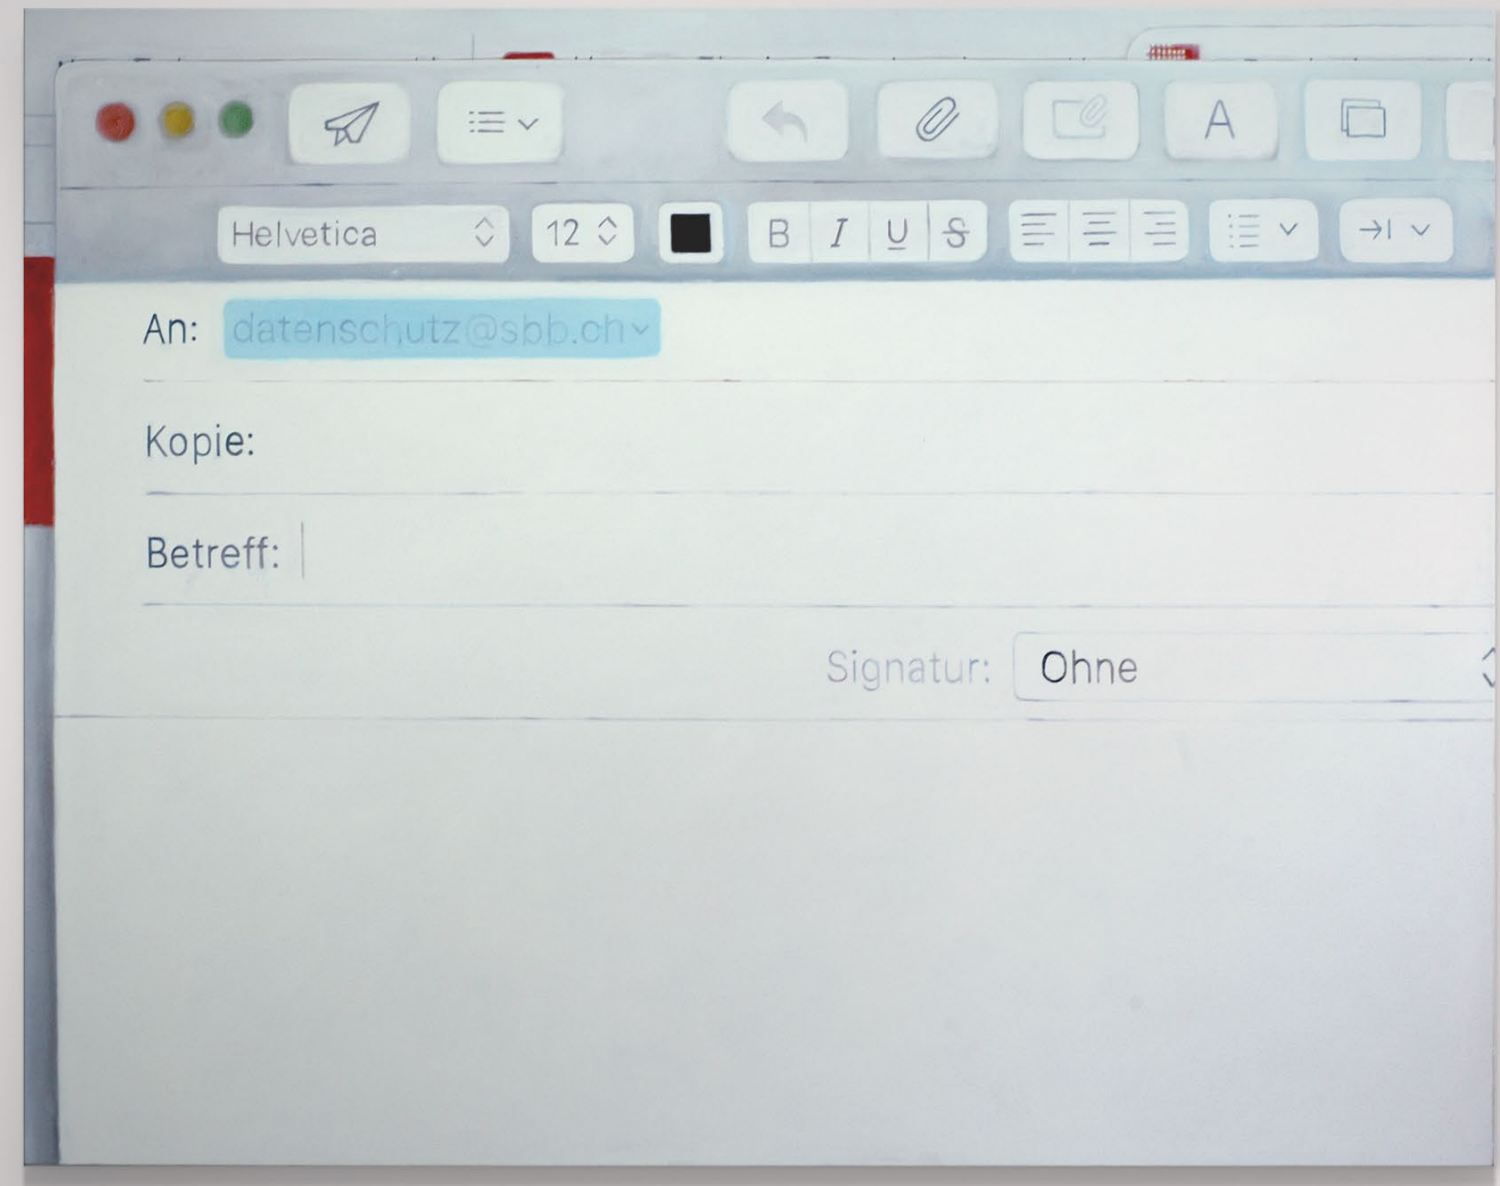 A
Helvetica 12 B I U S
An: datenschutz@sbb.ch
Kopie:
Betreff:
Signatur: Ohne